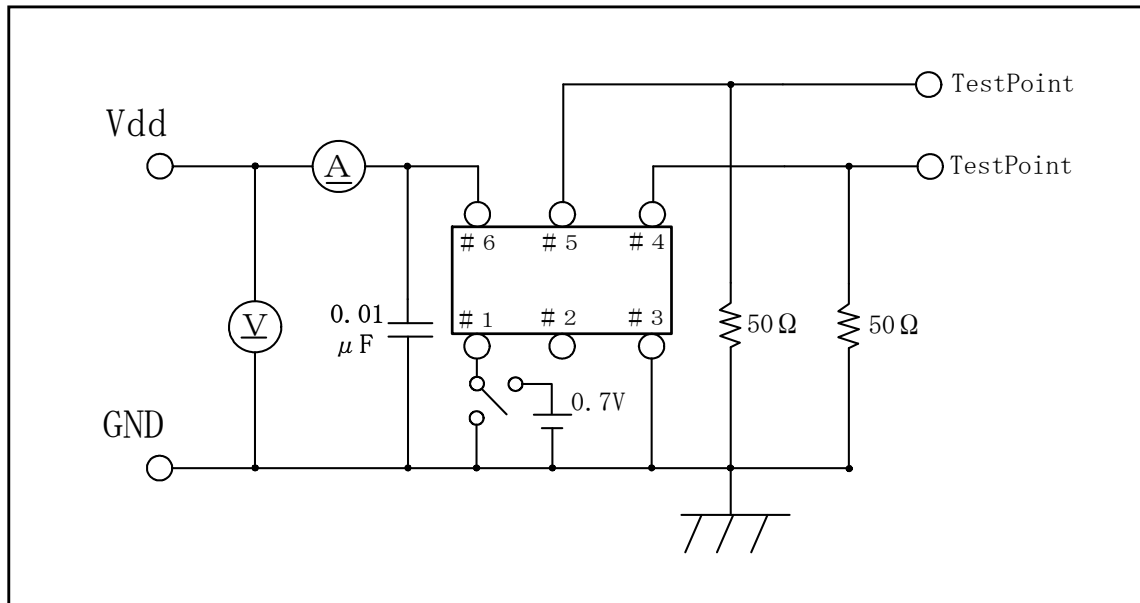 TestPoint
Vdd
A
TestPoint
#6 #5 #4
V
0.01
μF
#1 #2 #3
50Ω 50Ω
0.7V
GND